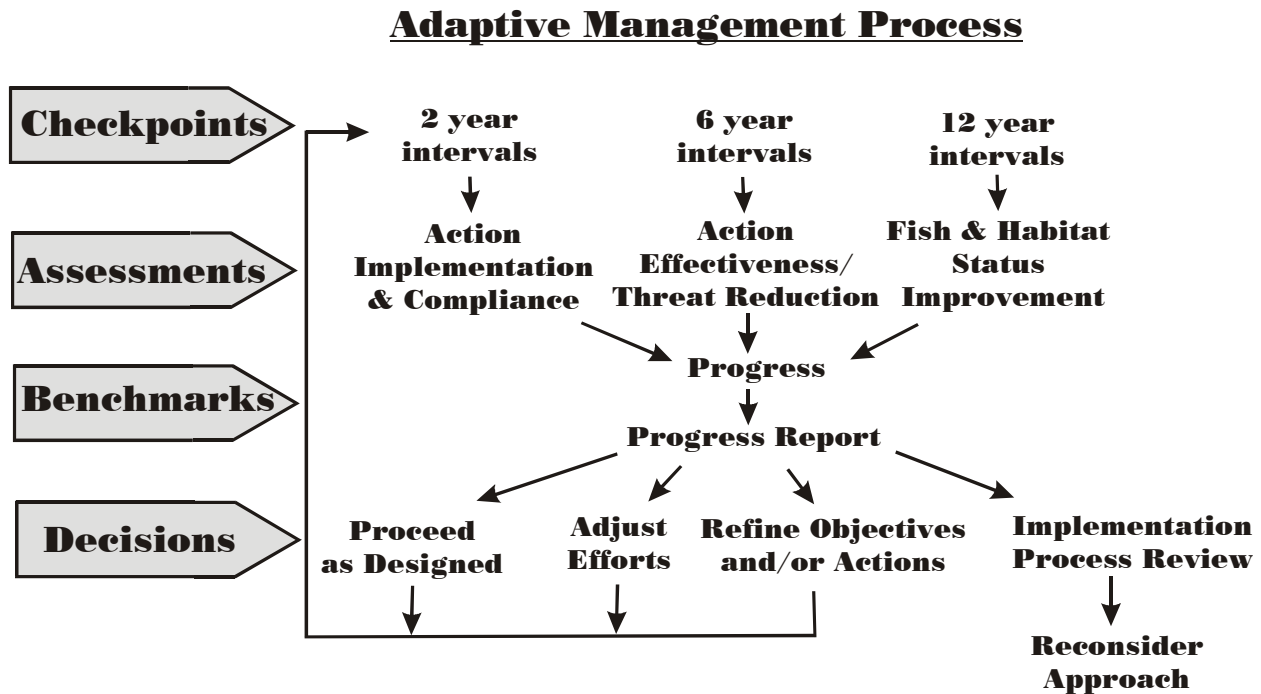 Adaptive Management Process
Checkpoints
2 year
intervals
6 year
intervals
12 year
intervals
Assessments
Action
Implementation
& Compliance
Action
Effectiveness/
Threat Reduction
Fish & Habitat
Status
Improvement
Benchmarks
Progress
Progress Report
Decisions
Proceed
as Designed
Adjust
Efforts
Refine Objectives
and/or Actions
Implementation
Process Review
Reconsider
Approach